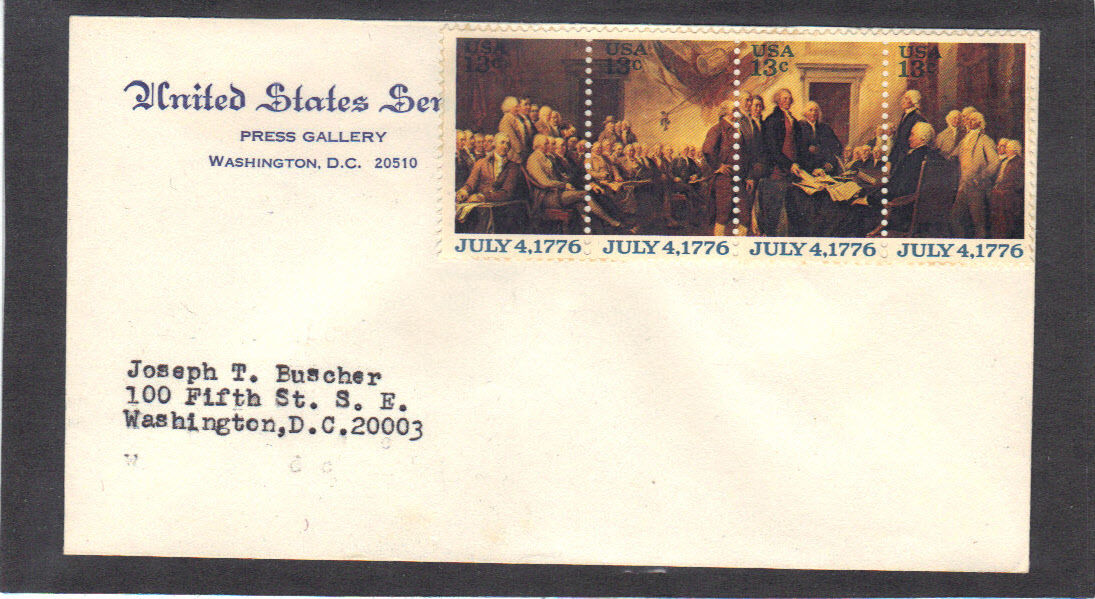 United States Sen
PRESS GALLERY
WASHINGTON, D.C. 20510
USA USA USA USA
13c 13c 13c 13c
JULY 4,1776 JULY 4,1776 JULY 4,1776 JULY 4,1776
Joseph T. Buscher
100 Fifth St. S. E.
Washington,D.C.20003